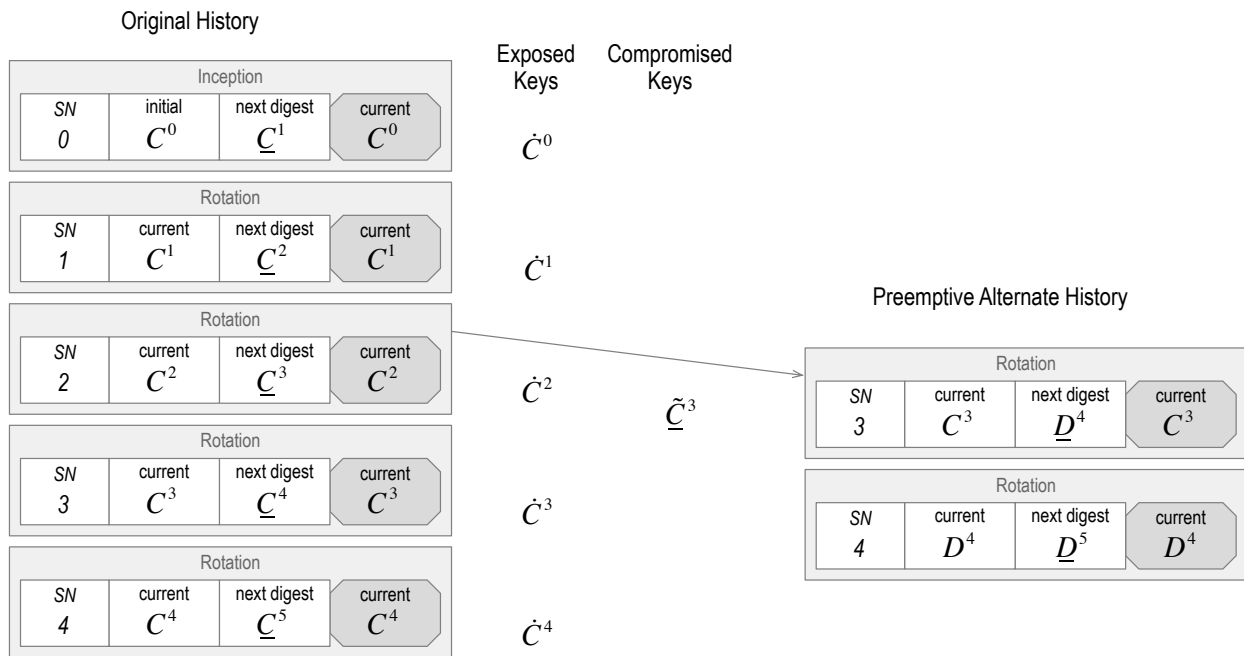 Original History
Exposed Keys
Compromised Keys
Inception
SN initial next digest current
0 C⁰ C̲¹ C⁰
Ċ⁰
Rotation
SN current next digest current
1 C¹ C̲² C¹
Ċ¹
Preemptive Alternate History
Rotation
SN current next digest current
2 C² C̲³ C²
Ċ²
C̲̃³
Rotation
SN current next digest current
3 C³ D̲⁴ C³
Rotation
SN current next digest current
3 C³ C̲⁴ C³
Ċ³
Rotation
SN current next digest current
4 D⁴ D̲⁵ D⁴
Rotation
SN current next digest current
4 C⁴ C̲⁵ C⁴
Ċ⁴